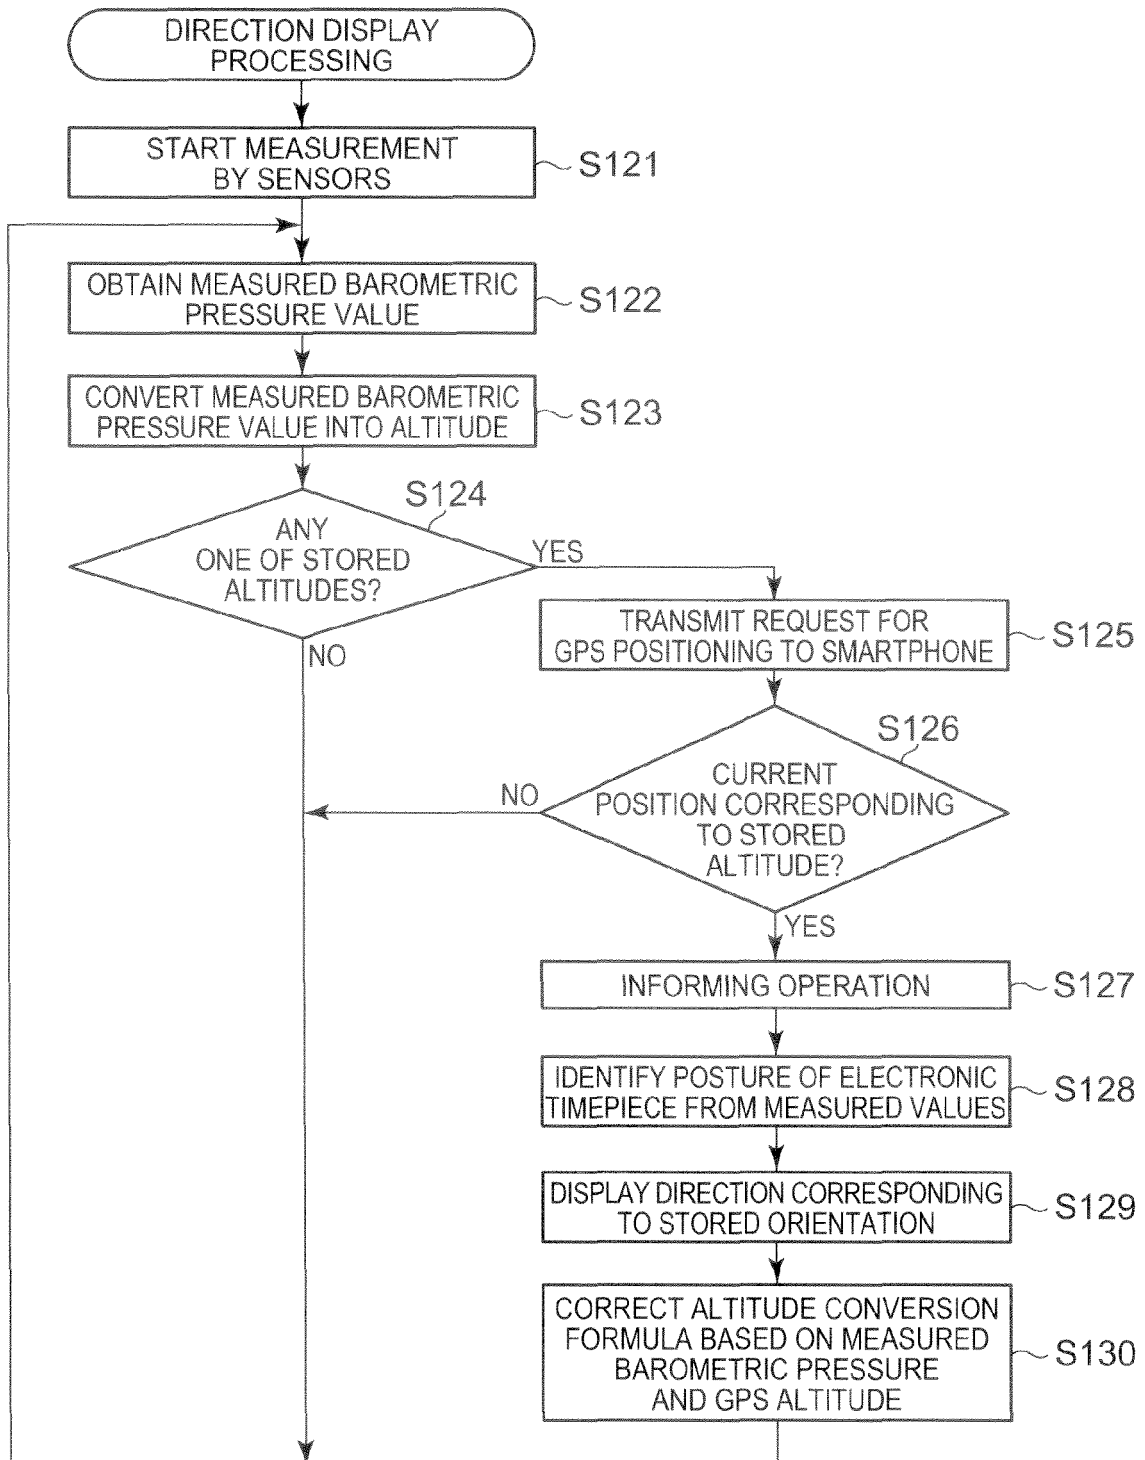 DIRECTION DISPLAY
PROCESSING
START MEASUREMENT
BY SENSORS
S121
OBTAIN MEASURED BAROMETRIC
PRESSURE VALUE
S122
CONVERT MEASURED BAROMETRIC
PRESSURE VALUE INTO ALTITUDE
S123
S124
ANY
ONE OF STORED
ALTITUDES?
YES
NO
TRANSMIT REQUEST FOR
GPS POSITIONING TO SMARTPHONE
S125
S126
CURRENT
POSITION CORRESPONDING
TO STORED
ALTITUDE?
NO
YES
INFORMING OPERATION
S127
IDENTIFY POSTURE OF ELECTRONIC
TIMEPIECE FROM MEASURED VALUES
S128
DISPLAY DIRECTION CORRESPONDING
TO STORED ORIENTATION
S129
CORRECT ALTITUDE CONVERSION
FORMULA BASED ON MEASURED
BAROMETRIC PRESSURE
AND GPS ALTITUDE
S130